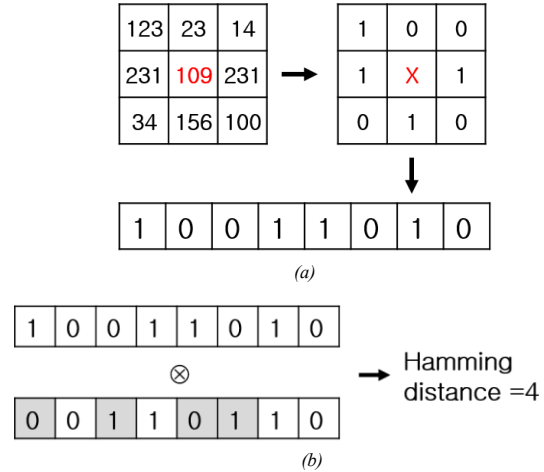 123 23 14 1 0 0
231 109 231 1 X 1
34 156 100 0 1 0
1 0 0 1 1 0 1 0
(a)
1 0 0 1 1 0 1 0
⊗
Hamming
distance =4
0 0 1 1 0 1 1 0
(b)